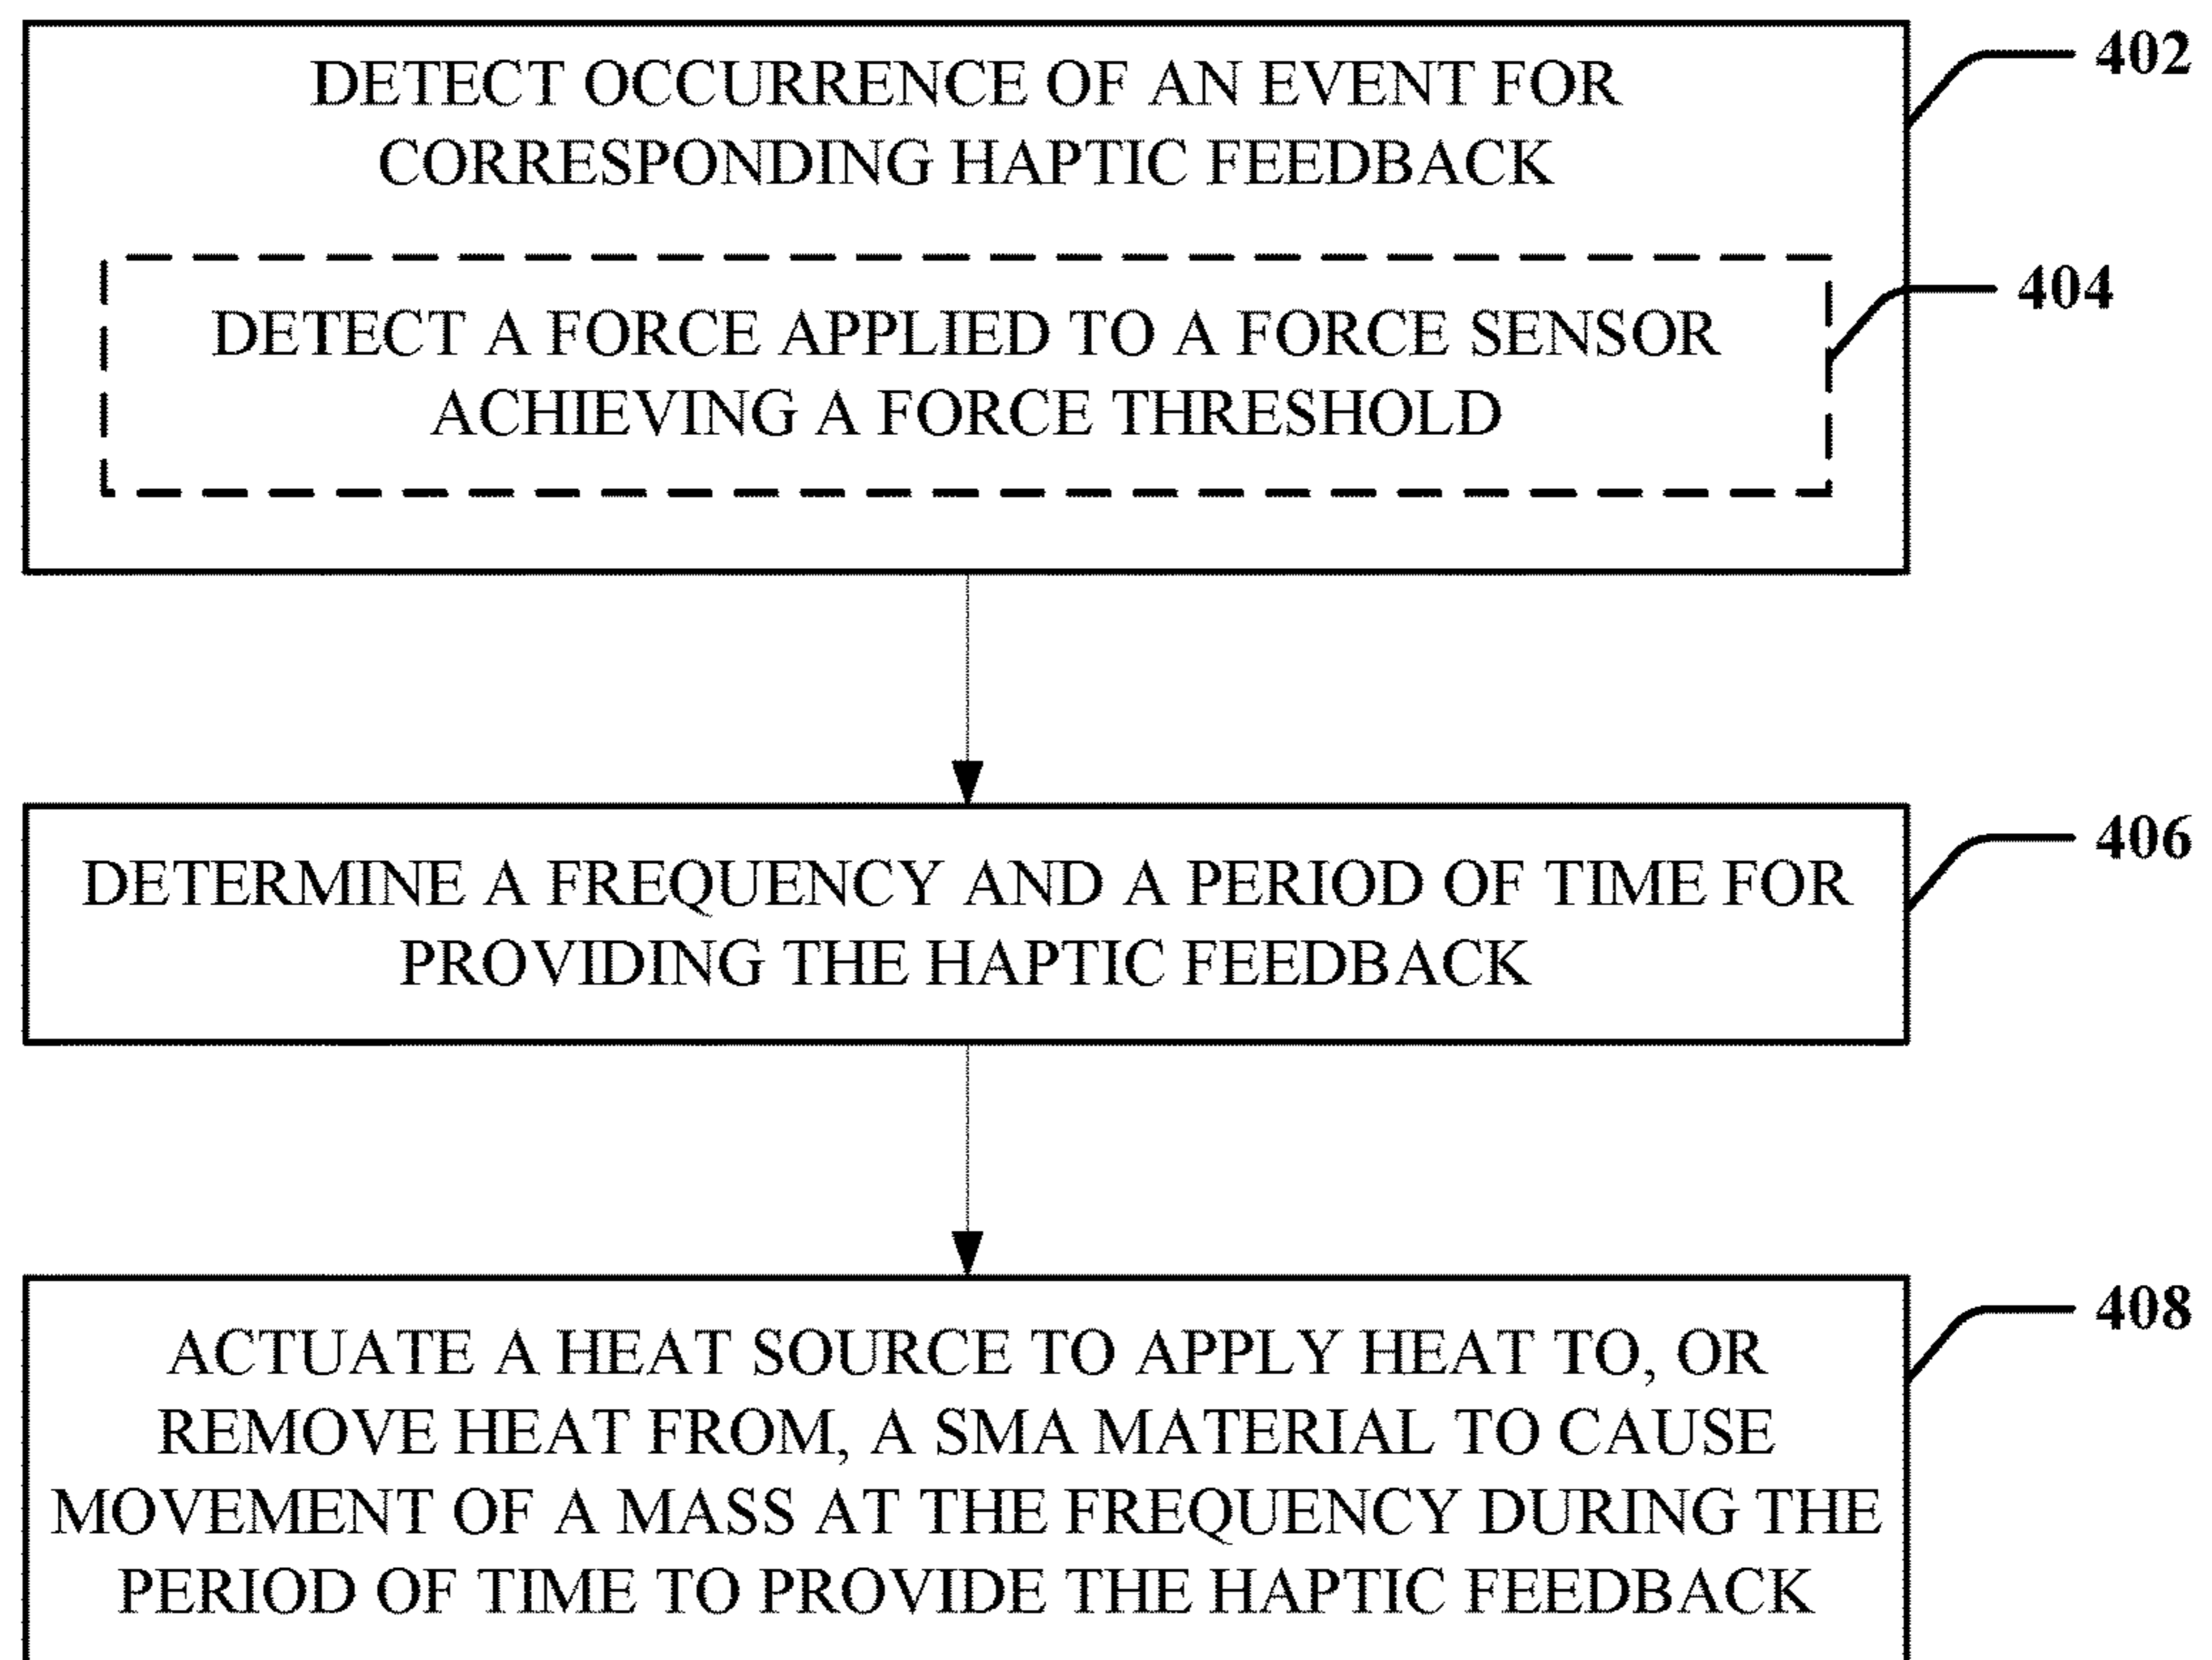 DETECT OCCURRENCE OF AN EVENT FOR
CORRESPONDING HAPTIC FEEDBACK
402
DETECT A FORCE APPLIED TO A FORCE SENSOR
ACHIEVING A FORCE THRESHOLD
404
DETERMINE A FREQUENCY AND A PERIOD OF TIME FOR
PROVIDING THE HAPTIC FEEDBACK
406
ACTUATE A HEAT SOURCE TO APPLY HEAT TO, OR
REMOVE HEAT FROM, A SMA MATERIAL TO CAUSE
MOVEMENT OF A MASS AT THE FREQUENCY DURING THE
PERIOD OF TIME TO PROVIDE THE HAPTIC FEEDBACK
408